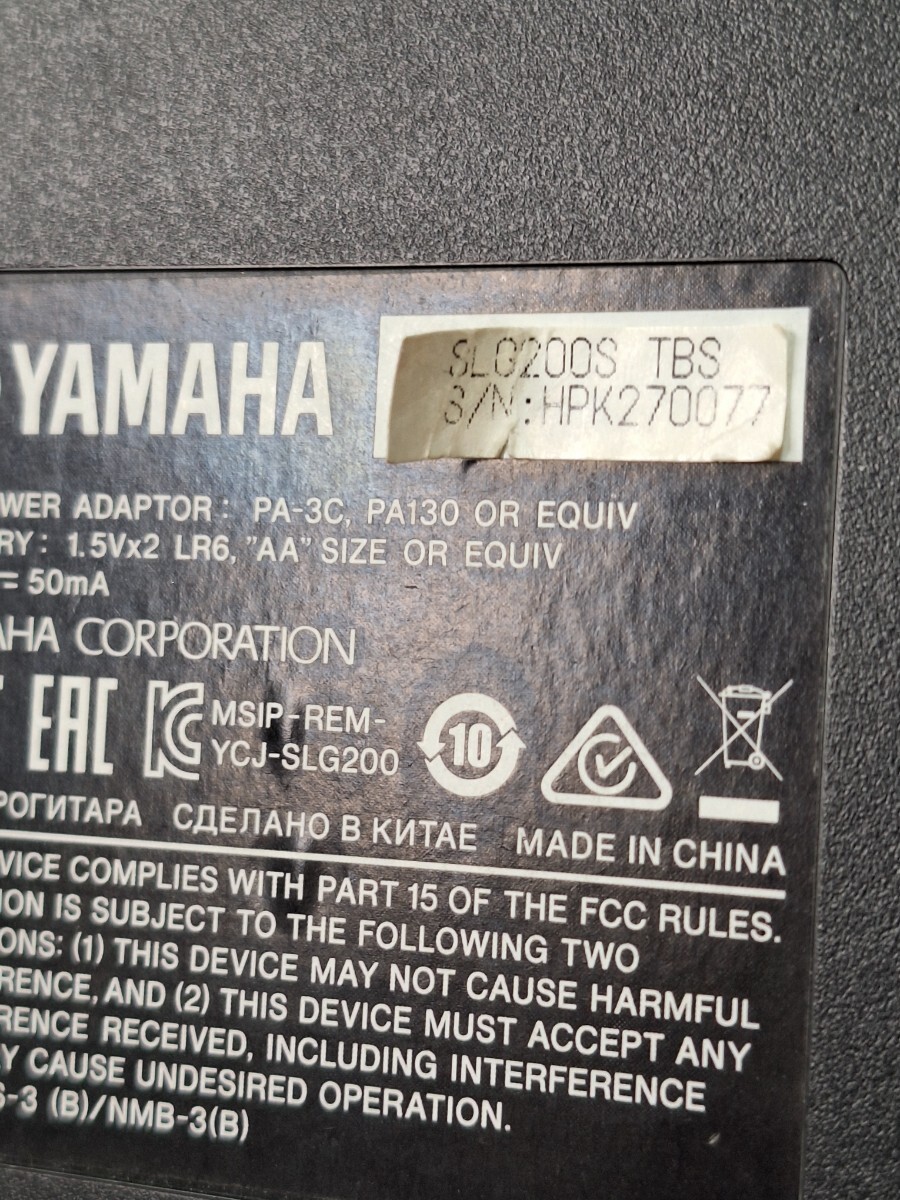 YAMAHA
SLG200S TBS
S/N:HPK270077
WER ADAPTOR: PA-3C, PA130 OR EQUIV
RY: 1.5Vx2 LR6, "AA" SIZE OR EQUIV
50mA
AHA CORPORATION
EAC
KC
MSIP-REM-
YCJ-SLG200
10
РОГИТАРА СДЕЛАНО В КИТАЕ MADE IN CHINA
VICE COMPLIES WITH PART 15 OF THE FCC RULES.
ION IS SUBJECT TO THE FOLLOWING TWO
ONS: (1) THIS DEVICE MAY NOT CAUSE HARMFUL
RENCE, AND (2) THIS DEVICE MUST ACCEPT ANY
RENCE RECEIVED, INCLUDING INTERFERENCE
Y CAUSE UNDESIRED OPERATION.
S-3 (B)/NMB-3(B)